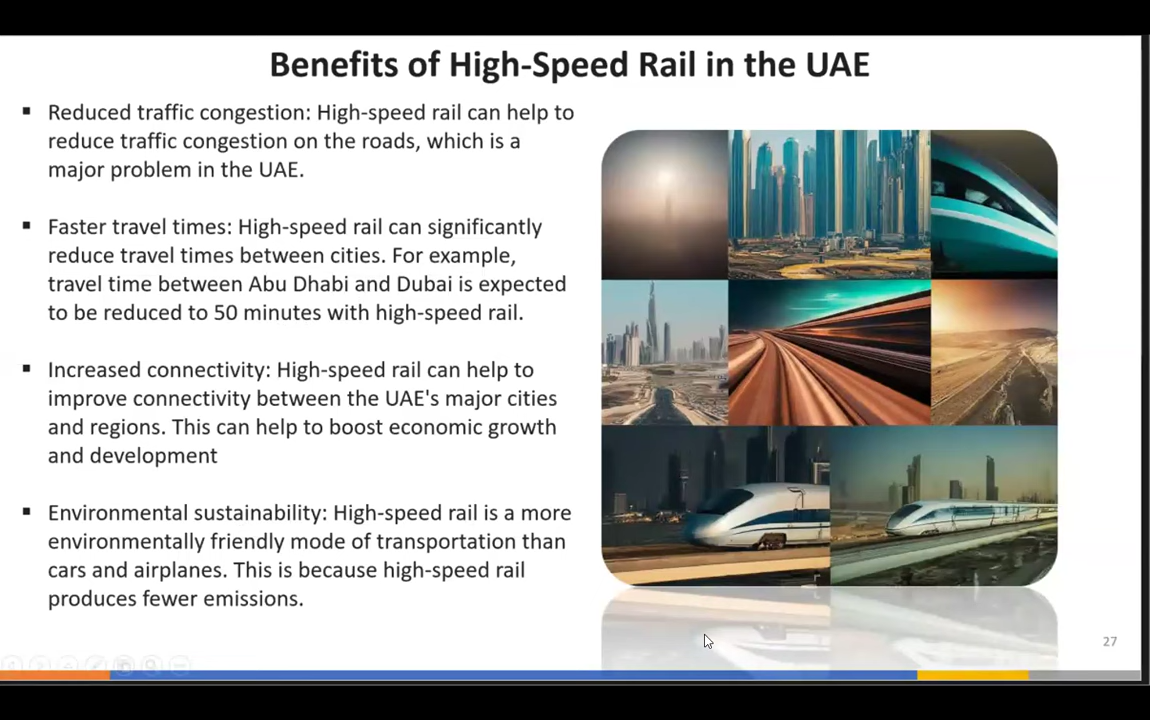 Benefits of High-Speed Rail in the UAE
▪ Reduced traffic congestion: High-speed rail can help to
reduce traffic congestion on the roads, which is a
major problem in the UAE.
▪ Faster travel times: High-speed rail can significantly
reduce travel times between cities. For example,
travel time between Abu Dhabi and Dubai is expected
to be reduced to 50 minutes with high-speed rail.
▪ Increased connectivity: High-speed rail can help to
improve connectivity between the UAE's major cities
and regions. This can help to boost economic growth
and development
▪ Environmental sustainability: High-speed rail is a more
environmentally friendly mode of transportation than
cars and airplanes. This is because high-speed rail
produces fewer emissions.
27